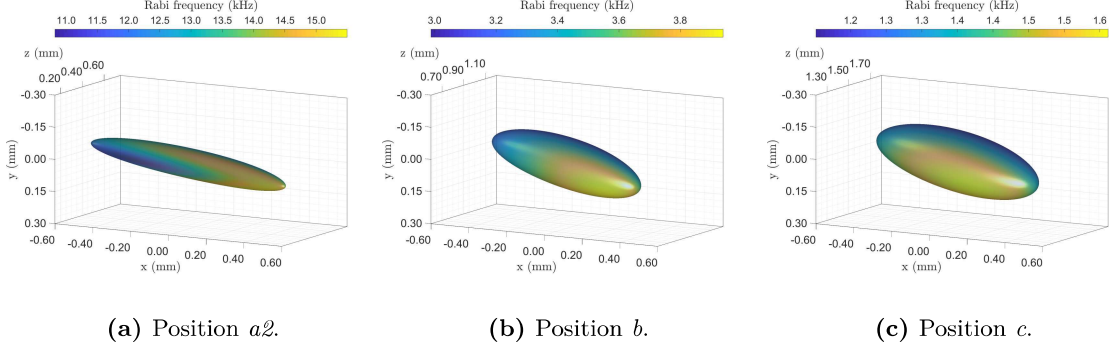 Rabi frequency (kHz)
11.0 11.5 12.0 12.5 13.0 13.5 14.0 14.5 15.0
z (mm)
0.20 0.40 0.60
-0.30
-0.15
0.00
0.15
0.30
y (mm)
-0.60 -0.40 -0.20 0.00 0.20 0.40 0.60
x (mm)
(a) Position a2.
Rabi frequency (kHz)
3.0 3.2 3.4 3.6 3.8
z (mm)
0.70 0.90 1.10
-0.30
-0.15
0.00
0.15
0.30
y (mm)
-0.60 -0.40 -0.20 0.00 0.20 0.40 0.60
x (mm)
(b) Position b.
Rabi frequency (kHz)
1.2 1.2 1.3 1.4 1.4 1.5 1.6
z (mm)
1.30 1.50 1.70
-0.30
-0.15
0.00
0.15
0.30
y (mm)
-0.60 -0.40 -0.20 0.00 0.20 0.40 0.60
x (mm)
(c) Position c.